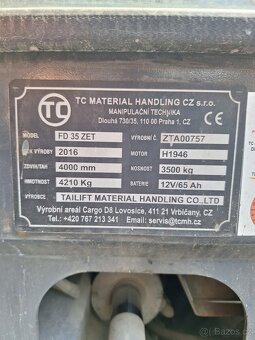 TC
TC MATERIAL HANDLING CZ s.r.o.
MANIPULAČNÍ TECHNIKA
Dlouhá 730/35, 110 00 Praha 1, CZ
MODEL FD 35 ZET VÝROBNÍ Č. ZTA00757
ROK VÝROBY 2016 MOTOR H1946
ZDVIH/TAH 4000 mm NOSNOST 3500 kg
HMOTNOST 4210 Kg BATERIE 12V/65 Ah
TAILIFT MATERIAL HANDLING CO., LTD
Výrobní areál Cargo D8 Lovosice, 411 21 Vrbičany, CZ
Tel: +420 767 213 341 Email: servis@tcmh.cz